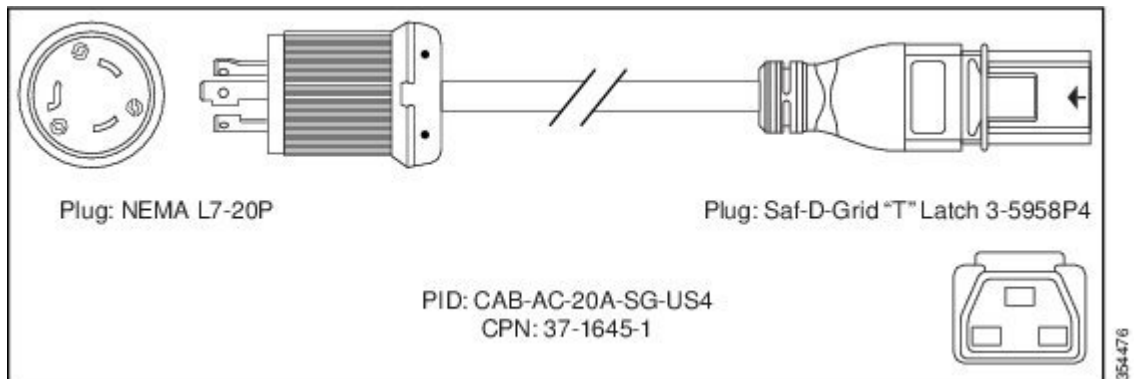 Plug: NEMA L7-20P
Plug: Saf-D-Grid “T” Latch 3-5958P4
PID: CAB-AC-20A-SG-US4
CPN: 37-1645-1
354476